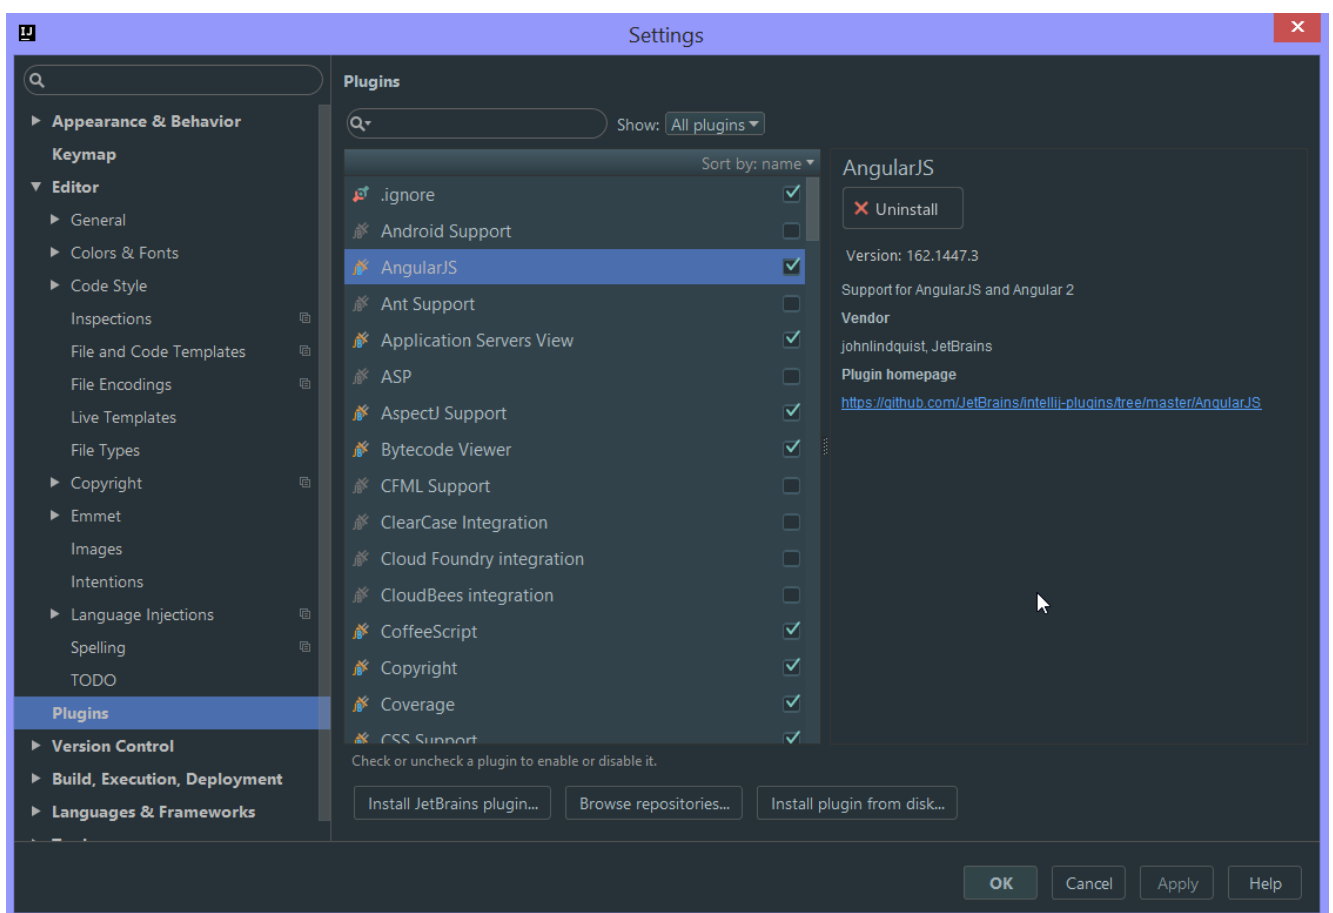 IJ
Settings
Appearance & Behavior
Keymap
Editor
General
Colors & Fonts
Code Style
Inspections
File and Code Templates
File Encodings
Live Templates
File Types
Copyright
Emmet
Images
Intentions
Language Injections
Spelling
TODO
Plugins
Version Control
Build, Execution, Deployment
Languages & Frameworks
Plugins
Show: All plugins
Sort by: name
.ignore
Android Support
AngularJS
Ant Support
Application Servers View
ASP
AspectJ Support
Bytecode Viewer
CFML Support
ClearCase Integration
Cloud Foundry integration
CloudBees integration
CoffeeScript
Copyright
Coverage
CSS Support
Check or uncheck a plugin to enable or disable it.
Install JetBrains plugin... Browse repositories... Install plugin from disk...
AngularJS
Uninstall
Version: 162.1447.3
Support for AngularJS and Angular 2
Vendor
johnlindquist, JetBrains
Plugin homepage
https://github.com/JetBrains/intellij-plugins/tree/master/AngularJS
OK Cancel Apply Help